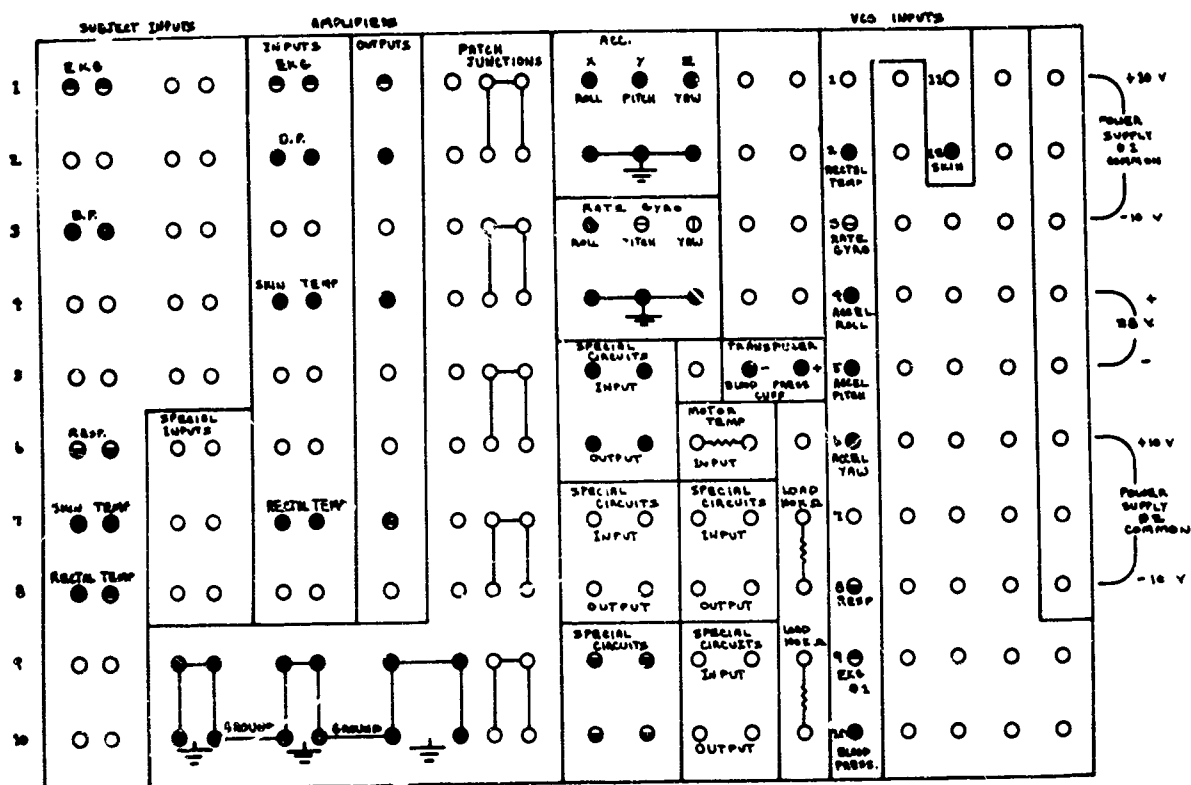 SUBJECT INPUTS
AMPLIFIERS
VCS INPUTS
INPUTS
OUTPUTS
PATCH JUNCTIONS
ACC.
1
EKG
EKG
X Y Z
ROLL PITCH YAW
1
11
+10 V
POWER SUPPLY
COMMON
2
B.P.
2
RECTAL TEMP
12
SKIN
-10 V
3
B.P.
RATE GYRO
ROLL PITCH YAW
3
RATE GYRO
4
SKIN TEMP
4
ACCEL ROLL
+
28 V
-
5
SPECIAL CIRCUITS
INPUT
OUTPUT
- +
BLOOD PRESS CUFF
5
ACCEL PITCH
6
RESP.
SPECIAL INPUTS
MOTOR TEMP
INPUT
6
ACCEL YAW
+10 V
POWER SUPPLY
COMMON
-10 V
7
SKIN TEMP
RECTAL TEMP
SPECIAL CIRCUITS
INPUT
OUTPUT
SPECIAL CIRCUITS
INPUT
OUTPUT
LOAD
7
8
RECTAL TEMP
8
RESP
9
SPECIAL CIRCUITS
SPECIAL CIRCUITS
INPUT
OUTPUT
LOAD
9
EKG
10
GROUND
GROUND
10
BLOOD PRESS.